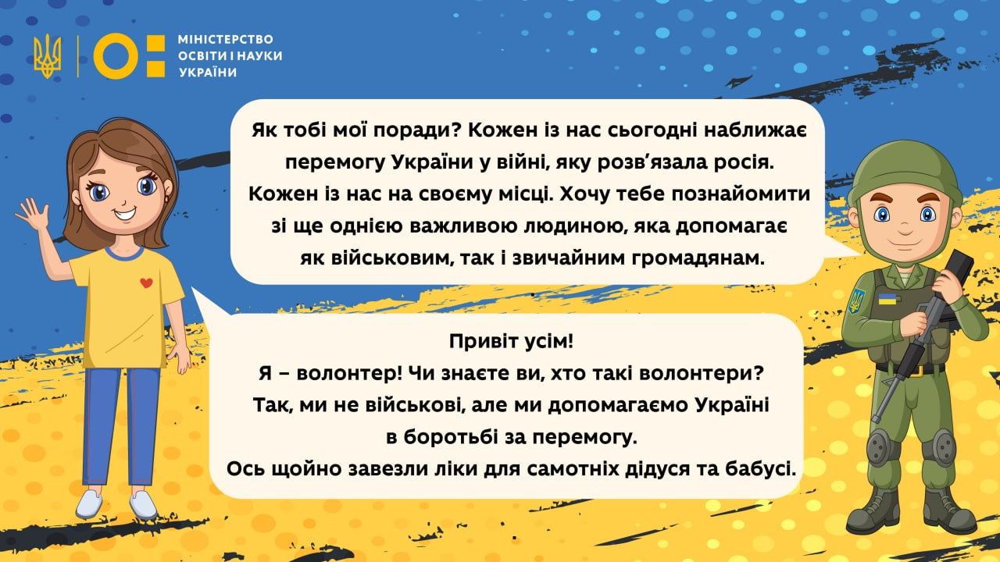 МІНІСТЕРСТВО
ОСВІТИ І НАУКИ
УКРАЇНИ
Як тобі мої поради? Кожен із нас сьогодні наближає
перемогу України у війні, яку розв’язала росія.
Кожен із нас на своєму місці. Хочу тебе познайомити
зі ще однією важливою людиною, яка допомагає
як військовим, так і звичайним громадянам.
Привіт усім!
Я – волонтер! Чи знаєте ви, хто такі волонтери?
Так, ми не військові, але ми допомагаємо Україні
в боротьбі за перемогу.
Ось щойно завезли ліки для самотніх дідуся та бабусі.